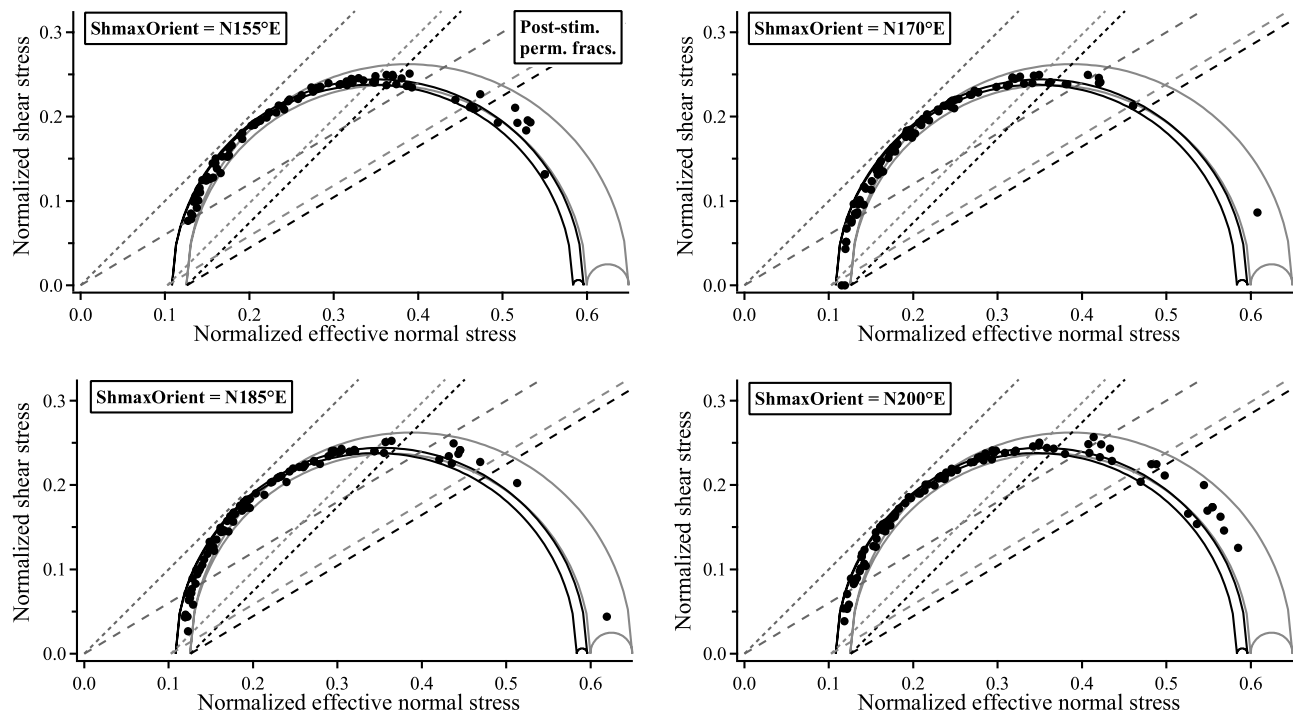 ShmaxOrient = N155°E
Post-stim.
perm. fracs.
Normalized shear stress
0.3
0.2
0.1
0.0
0.0 0.1 0.2 0.3 0.4 0.5 0.6
Normalized effective normal stress
ShmaxOrient = N170°E
Normalized shear stress
0.3
0.2
0.1
0.0
0.0 0.1 0.2 0.3 0.4 0.5 0.6
Normalized effective normal stress
ShmaxOrient = N185°E
Normalized shear stress
0.3
0.2
0.1
0.0
0.0 0.1 0.2 0.3 0.4 0.5 0.6
Normalized effective normal stress
ShmaxOrient = N200°E
Normalized shear stress
0.3
0.2
0.1
0.0
0.0 0.1 0.2 0.3 0.4 0.5 0.6
Normalized effective normal stress